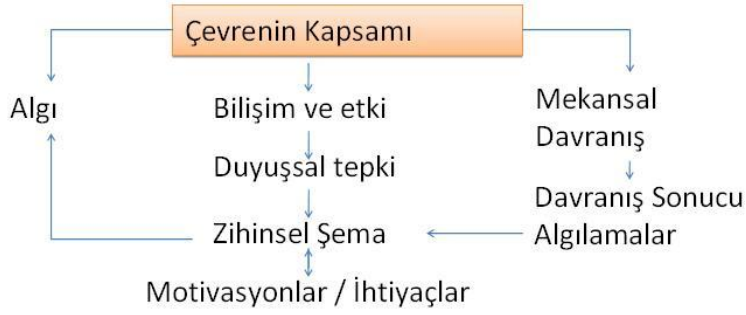 Çevrenin Kapsamı
Algı
Bilişim ve etki
Mekansal
Davranış
Duyuşsal tepki
Davranış Sonucu
Algılamalar
Zihinsel Şema
Motivasyonlar / İhtiyaçlar